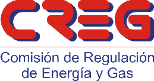 CREG
Comisión de Regulación
de Energía y Gas